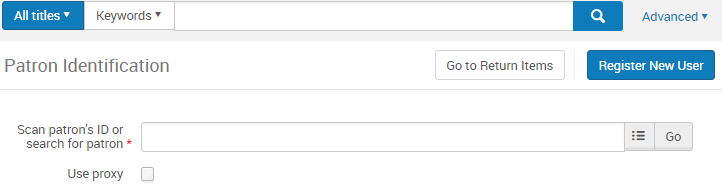 All titles Keywords Advanced
Patron Identification Go to Return Items Register New User
Scan patron's ID or
search for patron * Go
Use proxy